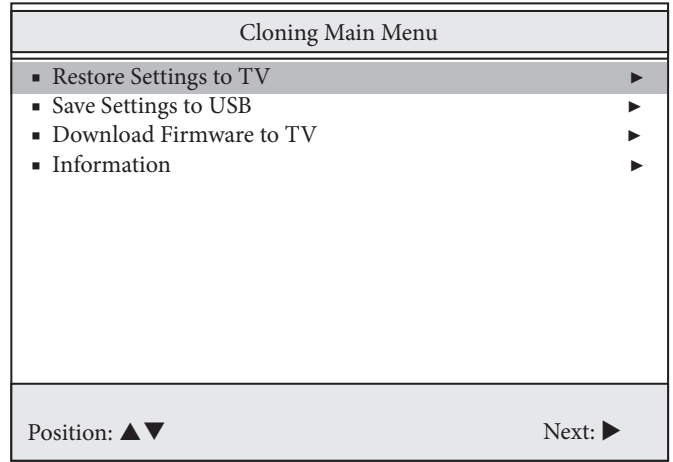 Cloning Main Menu
▪ Restore Settings to TV ►
▪ Save Settings to USB ►
▪ Download Firmware to TV ►
▪ Information ►
Position: ▲▼ Next: ►